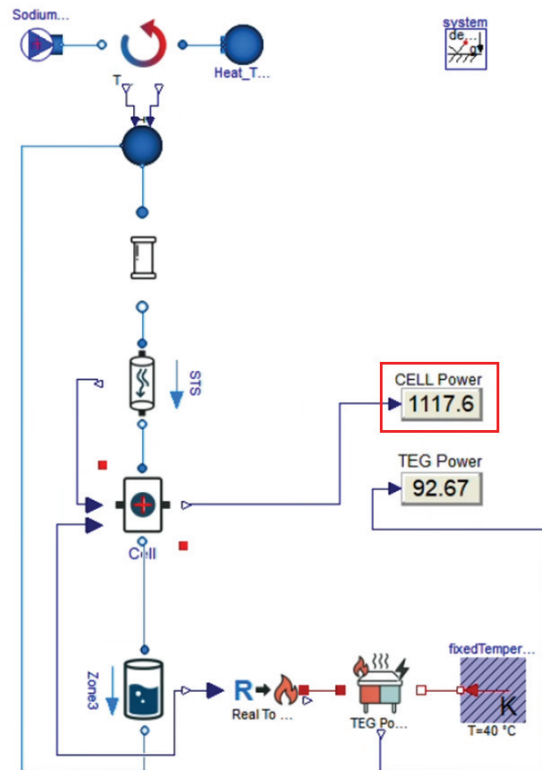 Sodium...
system
de...
g
Heat_T...
T
STS
CELL Power
1117.6
TEG Power
92.67
Cell
Zone3
fixedTemper...
R
K
Real To ...
TEG Po...
T=40 °C